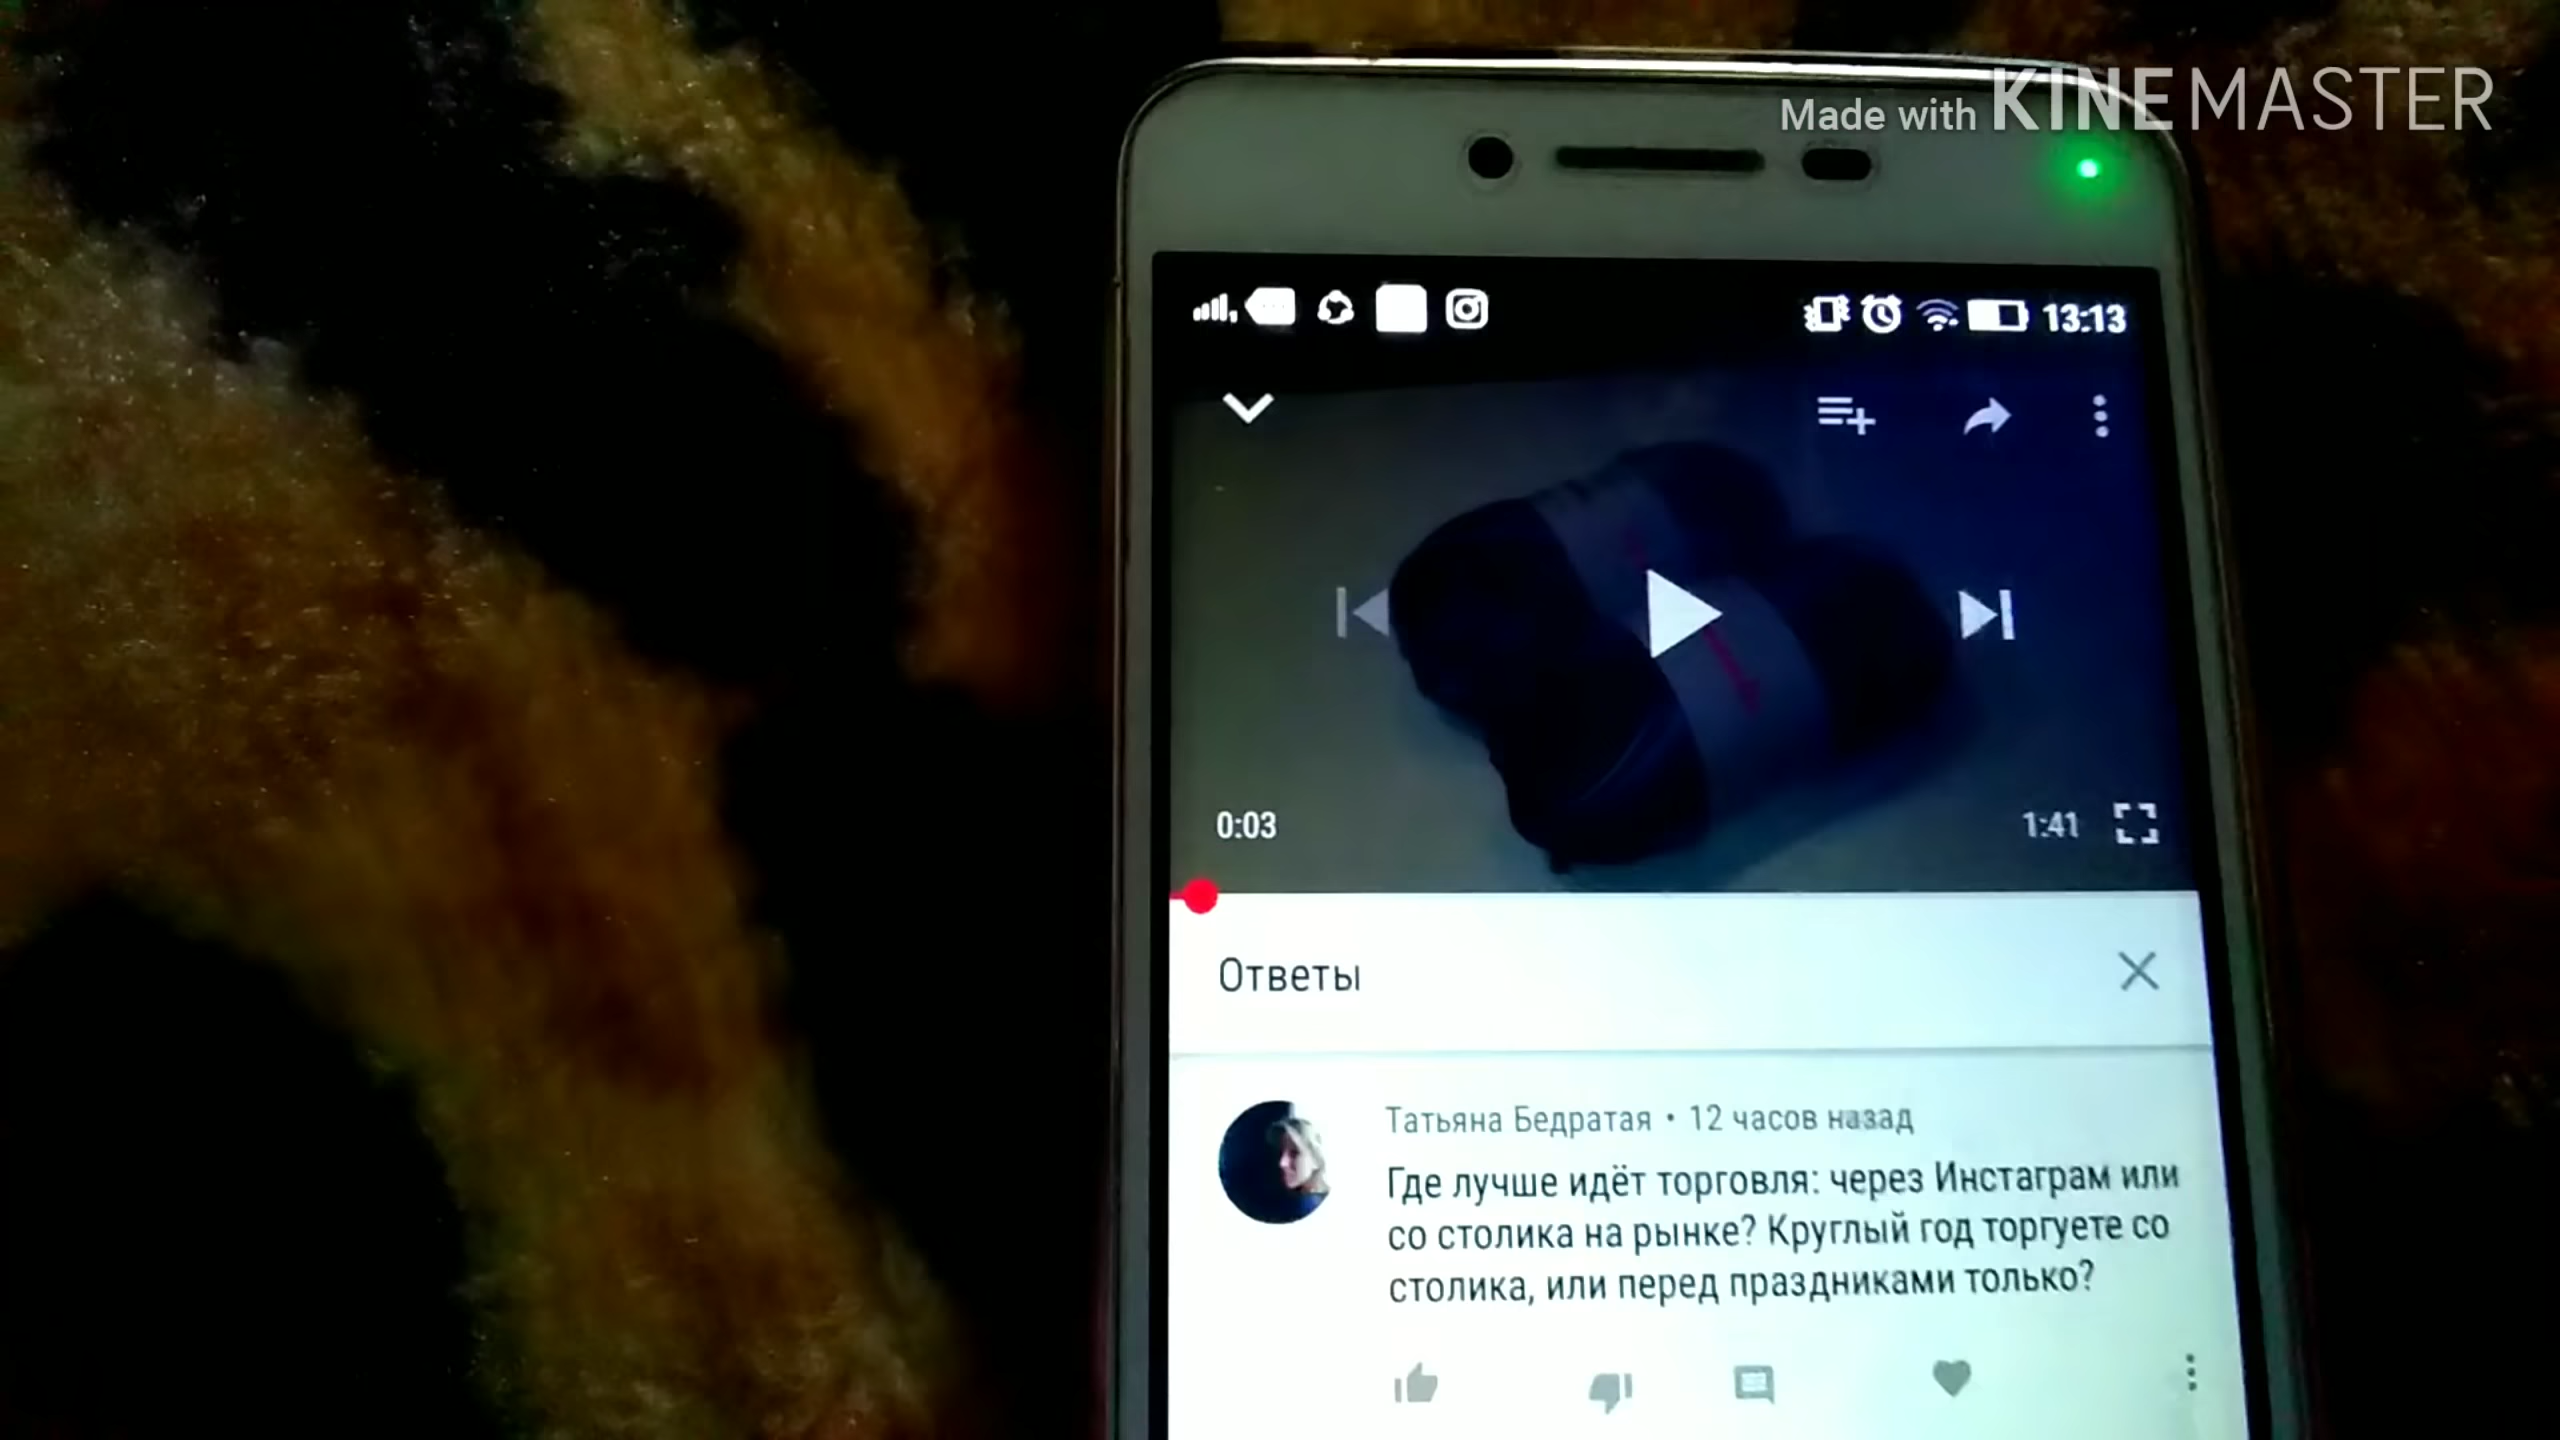 Made with KINEMASTER
13:13
0:03
1:41
Ответы
Татьяна Бедратая • 12 часов назад
Где лучше идёт торговля: через Инстаграм или
со столика на рынке? Круглый год торгуете со
столика, или перед праздниками только?